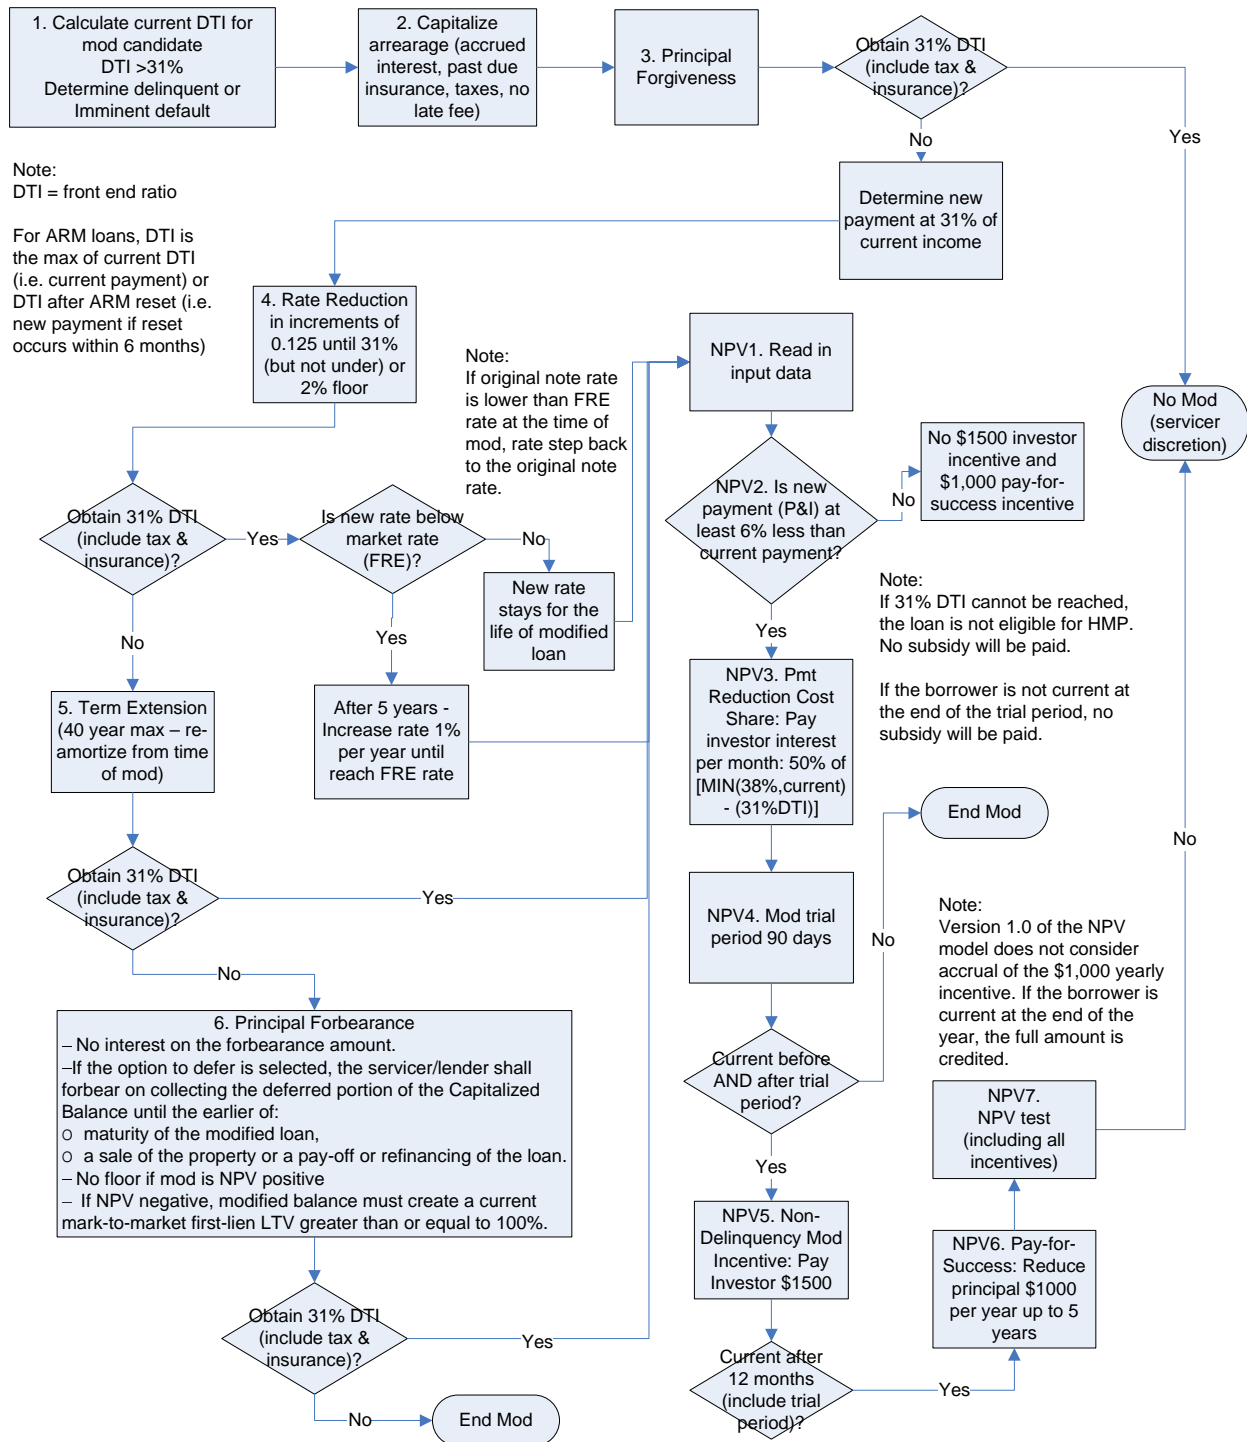 1. Calculate current DTI for
mod candidate
DTI >31%
Determine delinquent or
Imminent default
2. Capitalize
arrearage (accrued
interest, past due
insurance, taxes, no
late fee)
3. Principal
Forgiveness
Obtain 31% DTI
(include tax &
insurance)?
No
Yes
Note:
DTI = front end ratio
For ARM loans, DTI is
the max of current DTI
(i.e. current payment) or
DTI after ARM reset (i.e.
new payment if reset
occurs within 6 months)
Determine new
payment at 31% of
current income
4. Rate Reduction
in increments of
0.125 until 31%
(but not under) or
2% floor
Note:
If original note rate
is lower than FRE
rate at the time of
mod, rate step back
to the original note
rate.
NPV1. Read in
input data
No Mod
(servicer
discretion)
Obtain 31% DTI
(include tax &
insurance)?
Yes
Is new rate below
market rate
(FRE)?
No
New rate
stays for the
life of modified
loan
NPV2. Is new
payment (P&I) at
least 6% less than
current payment?
No
No $1500 investor
incentive and
$1,000 pay-for-
success incentive
No
Yes
Yes
Note:
If 31% DTI cannot be reached,
the loan is not eligible for HMP.
No subsidy will be paid.
If the borrower is not current at
the end of the trial period, no
subsidy will be paid.
5. Term Extension
(40 year max – re-
amortize from time
of mod)
After 5 years -
Increase rate 1%
per year until
reach FRE rate
NPV3. Pmt
Reduction Cost
Share: Pay
investor interest
per month: 50% of
[MIN(38%,current)
- (31%DTI)]
End Mod
No
Obtain 31% DTI
(include tax &
insurance)?
Yes
NPV4. Mod trial
period 90 days
No
Note:
Version 1.0 of the NPV
model does not consider
accrual of the $1,000 yearly
incentive. If the borrower is
current at the end of the
year, the full amount is
credited.
No
6. Principal Forbearance
– No interest on the forbearance amount.
–If the option to defer is selected, the servicer/lender shall
forbear on collecting the deferred portion of the Capitalized
Balance until the earlier of:
o maturity of the modified loan,
o a sale of the property or a pay-off or refinancing of the loan.
– No floor if mod is NPV positive
– If NPV negative, modified balance must create a current
mark-to-market first-lien LTV greater than or equal to 100%.
Current before
AND after trial
period?
Yes
NPV7.
NPV test
(including all
incentives)
NPV5. Non-
Delinquency Mod
Incentive: Pay
Investor $1500
NPV6. Pay-for-
Success: Reduce
principal $1000
per year up to 5
years
Obtain 31% DTI
(include tax &
insurance)?
Yes
Current after
12 months
(include trial
period)?
Yes
No
End Mod